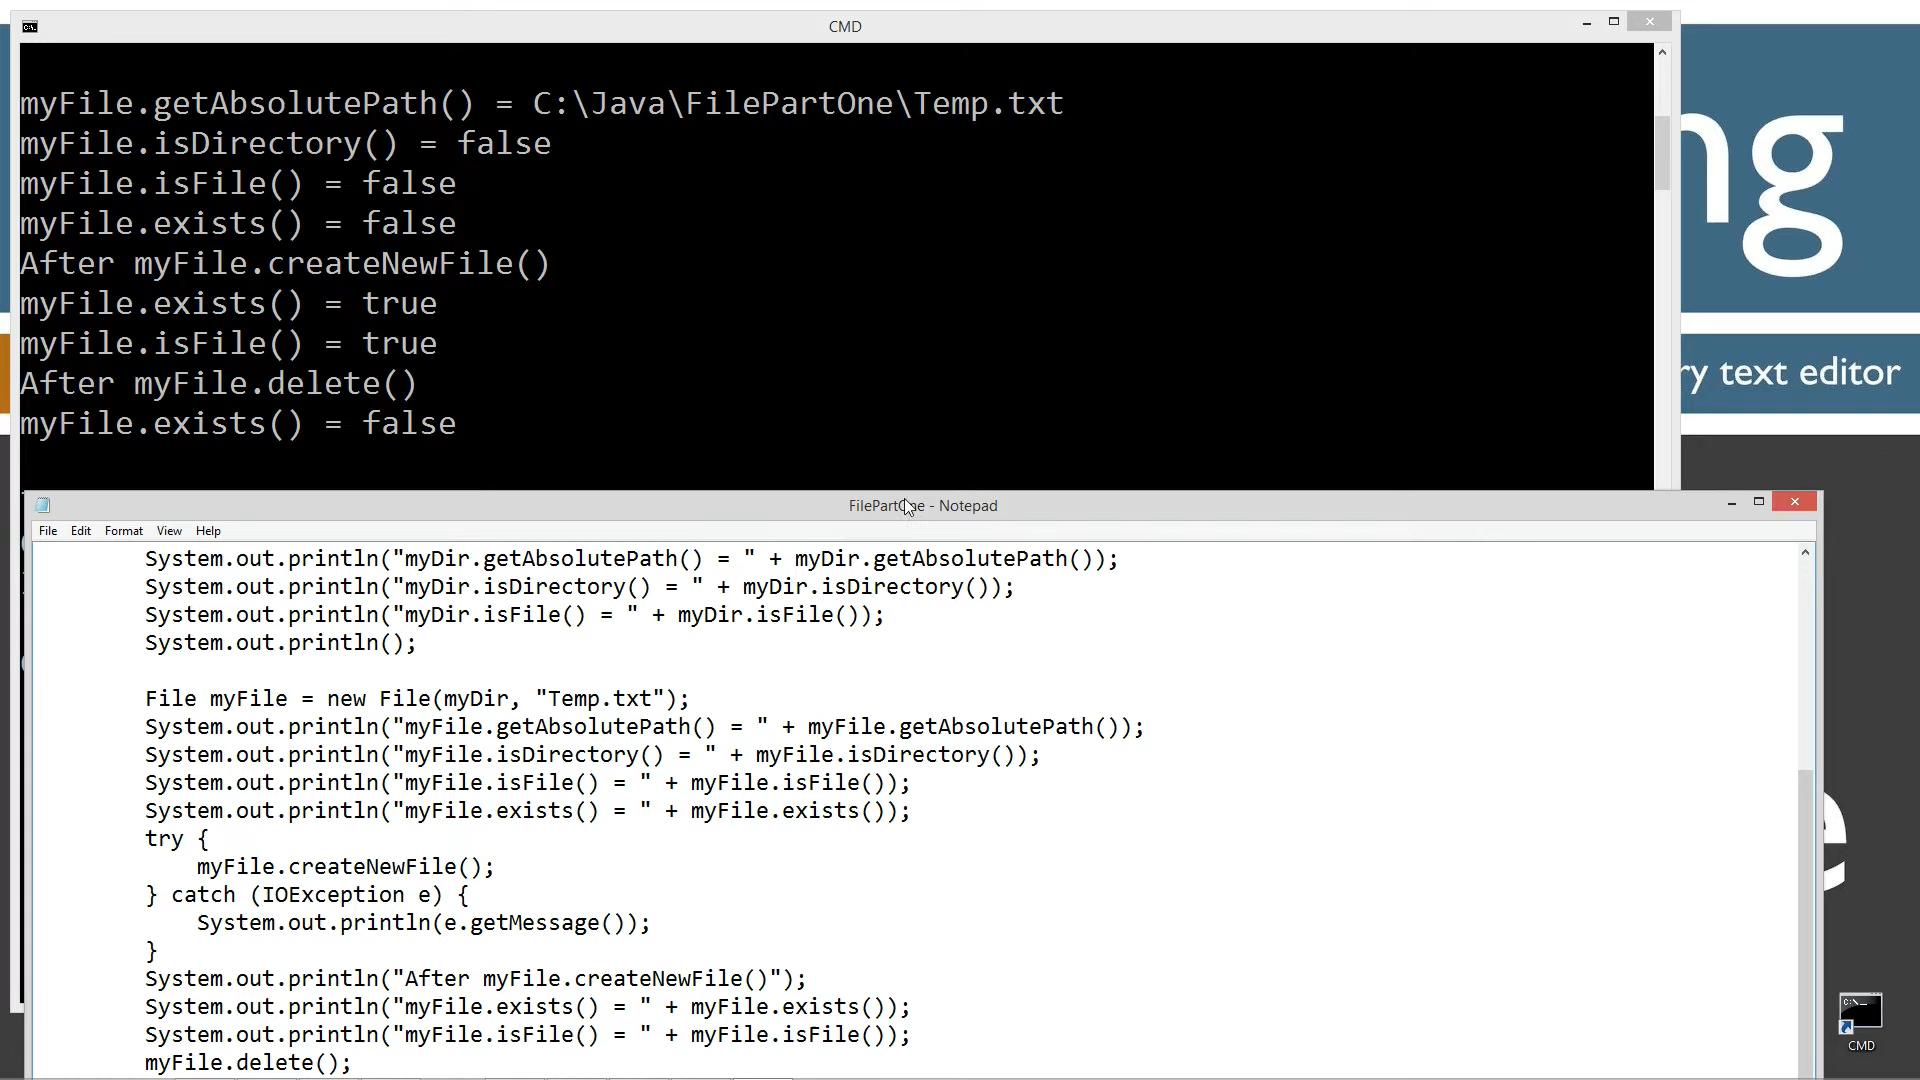 CMD
myFile.getAbsolutePath() = C:\Java\FilePartOne\Temp.txt
myFile.isDirectory() = false
myFile.isFile() = false
myFile.exists() = false
After myFile.createNewFile()
myFile.exists() = true
myFile.isFile() = true
After myFile.delete()
myFile.exists() = false
ng
ry text editor
FilePartOne - Notepad
File Edit Format View Help
System.out.println("myDir.getAbsolutePath() = " + myDir.getAbsolutePath());
System.out.println("myDir.isDirectory() = " + myDir.isDirectory());
System.out.println("myDir.isFile() = " + myDir.isFile());
System.out.println();
File myFile = new File(myDir, "Temp.txt");
System.out.println("myFile.getAbsolutePath() = " + myFile.getAbsolutePath());
System.out.println("myFile.isDirectory() = " + myFile.isDirectory());
System.out.println("myFile.isFile() = " + myFile.isFile());
System.out.println("myFile.exists() = " + myFile.exists());
try {
myFile.createNewFile();
} catch (IOException e) {
System.out.println(e.getMessage());
}
System.out.println("After myFile.createNewFile()");
System.out.println("myFile.exists() = " + myFile.exists());
System.out.println("myFile.isFile() = " + myFile.isFile());
myFile.delete();
e
CMD